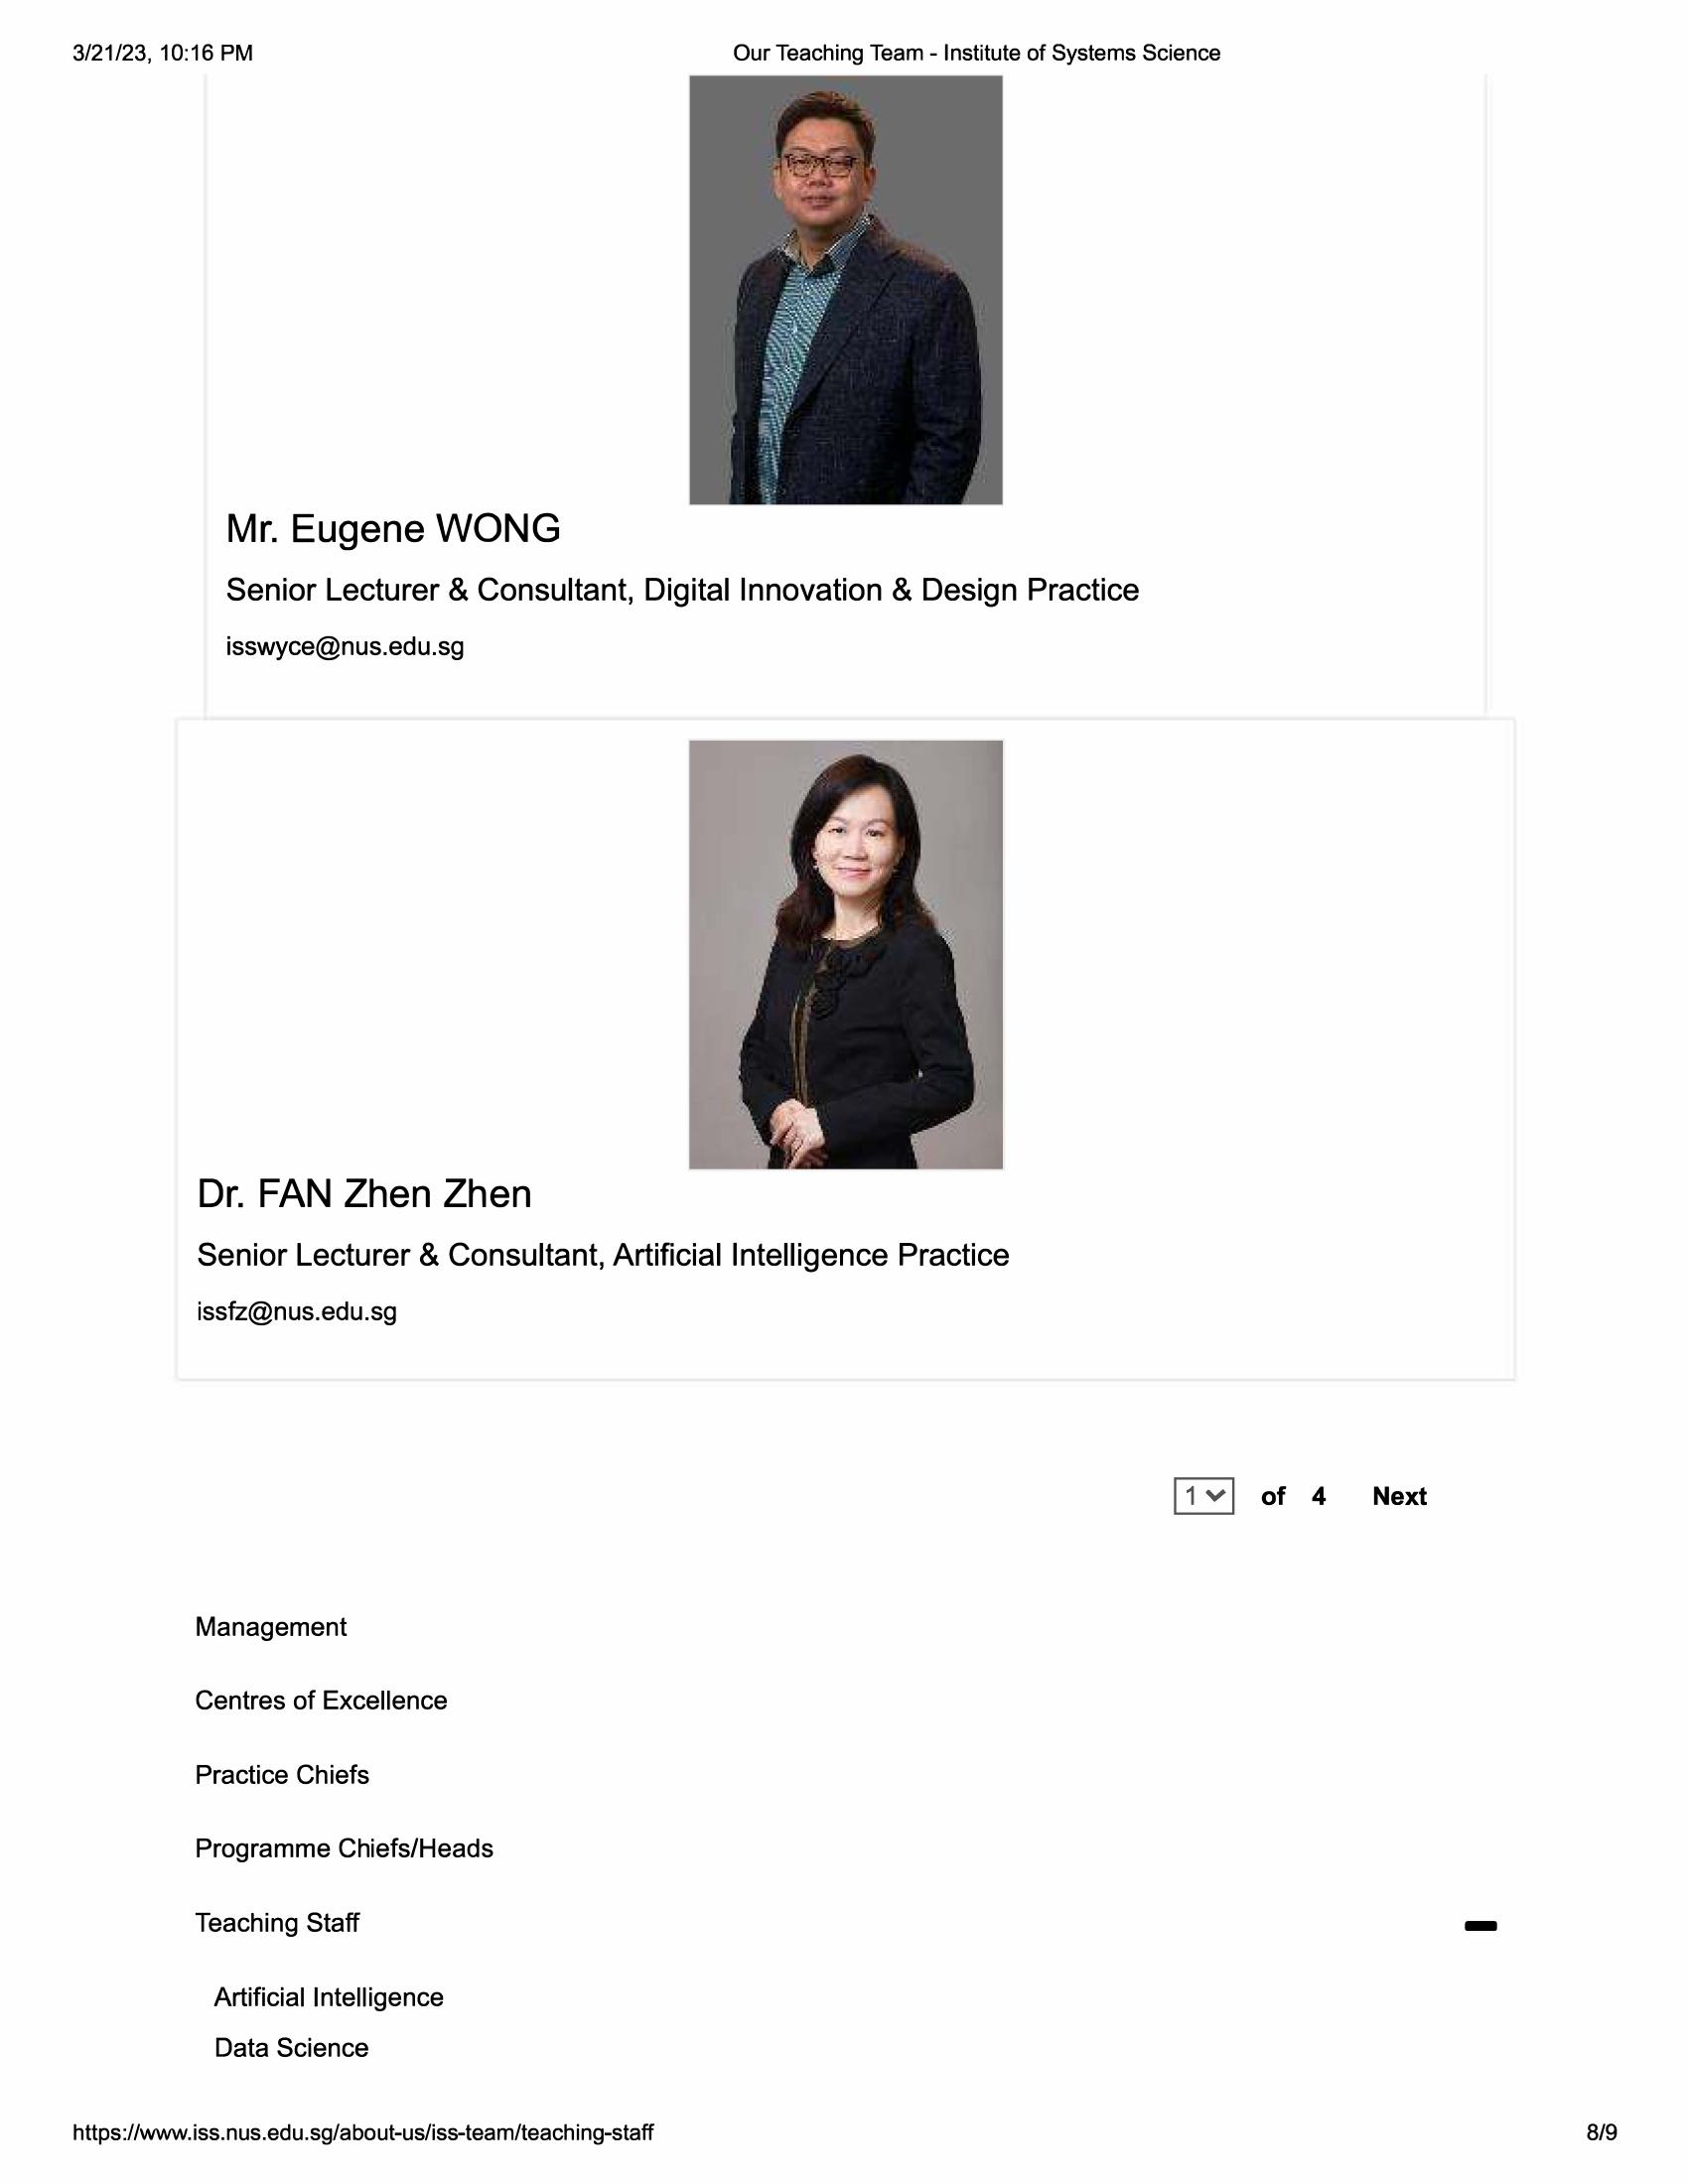 3/21/23, 10:16 PM
Our Teaching Team - Institute of Systems Science
Mr. Eugene WONG
Senior Lecturer & Consultant, Digital Innovation & Design Practice
isswyce@nus.edu.sg
Dr. FAN Zhen Zhen
Senior Lecturer & Consultant, Artificial Intelligence Practice
issfz@nus.edu.sg
1 of 4 Next
Management
Centres of Excellence
Practice Chiefs
Programme Chiefs/Heads
Teaching Staff
Artificial Intelligence
Data Science
https://www.iss.nus.edu.sg/about-us/iss-team/teaching-staff
8/9